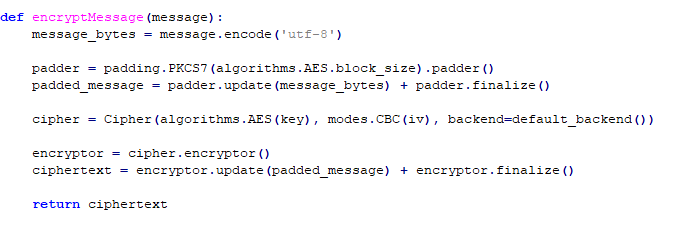 def encryptMessage(message):
    message_bytes = message.encode('utf-8')

    padder = padding.PKCS7(algorithms.AES.block_size).padder()
    padded_message = padder.update(message_bytes) + padder.finalize()

    cipher = Cipher(algorithms.AES(key), modes.CBC(iv), backend=default_backend())

    encryptor = cipher.encryptor()
    ciphertext = encryptor.update(padded_message) + encryptor.finalize()

    return ciphertext